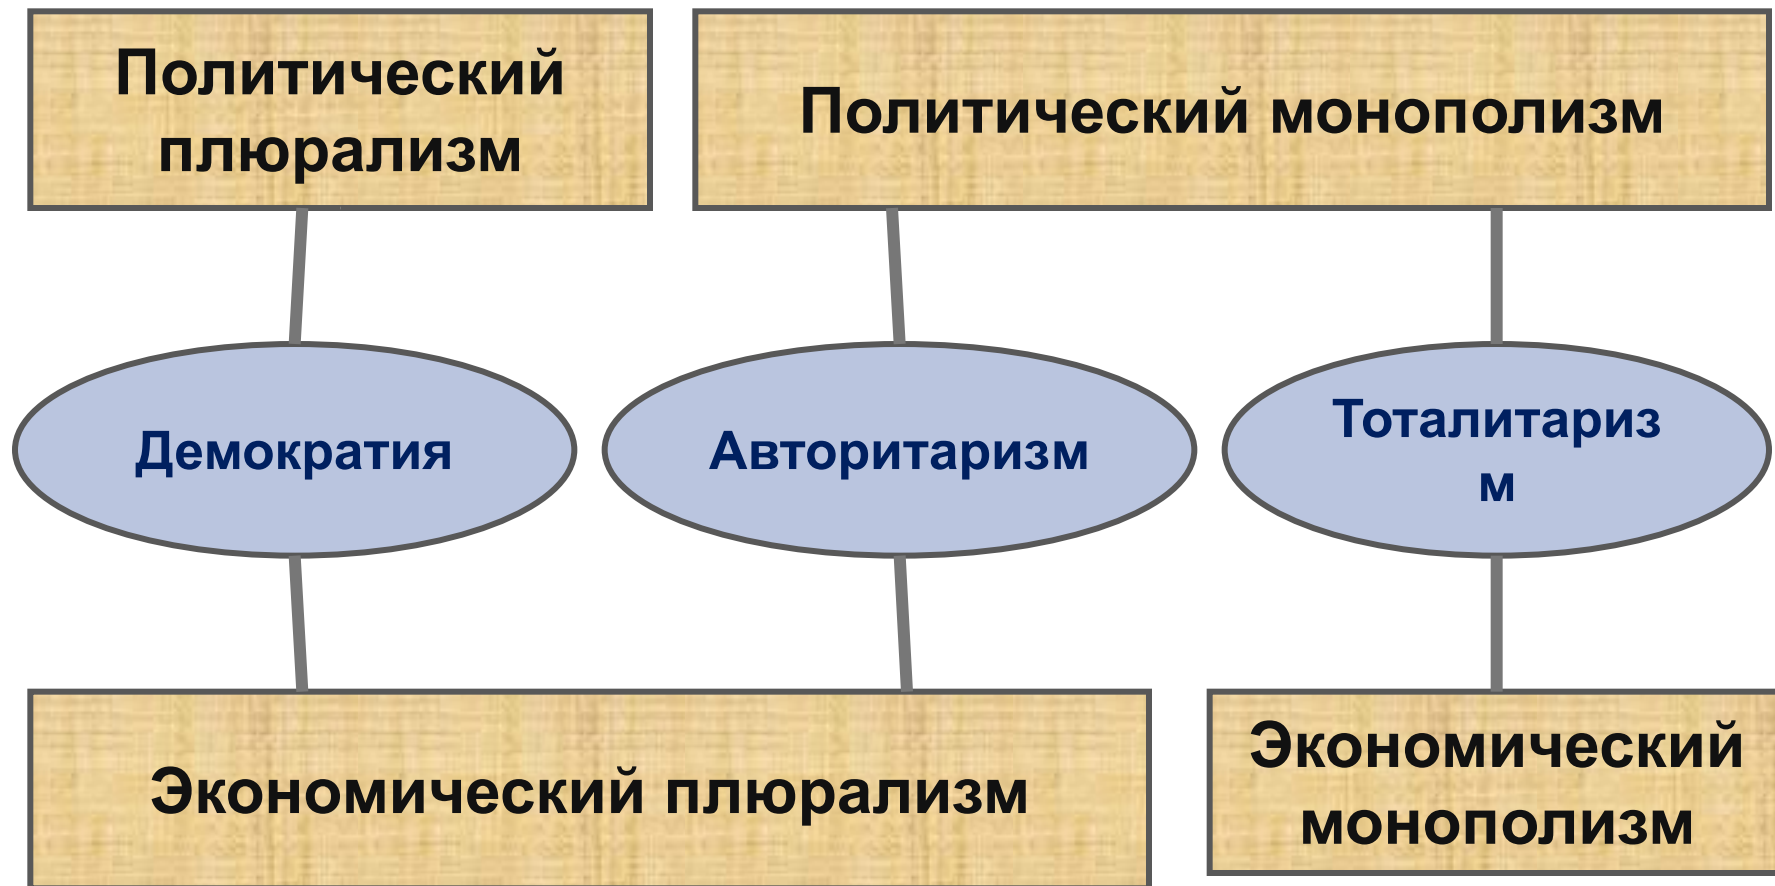 Политический
плюрализм
Политический монополизм
Демократия
Авторитаризм
Тоталитариз
м
Экономический плюрализм
Экономический
монополизм